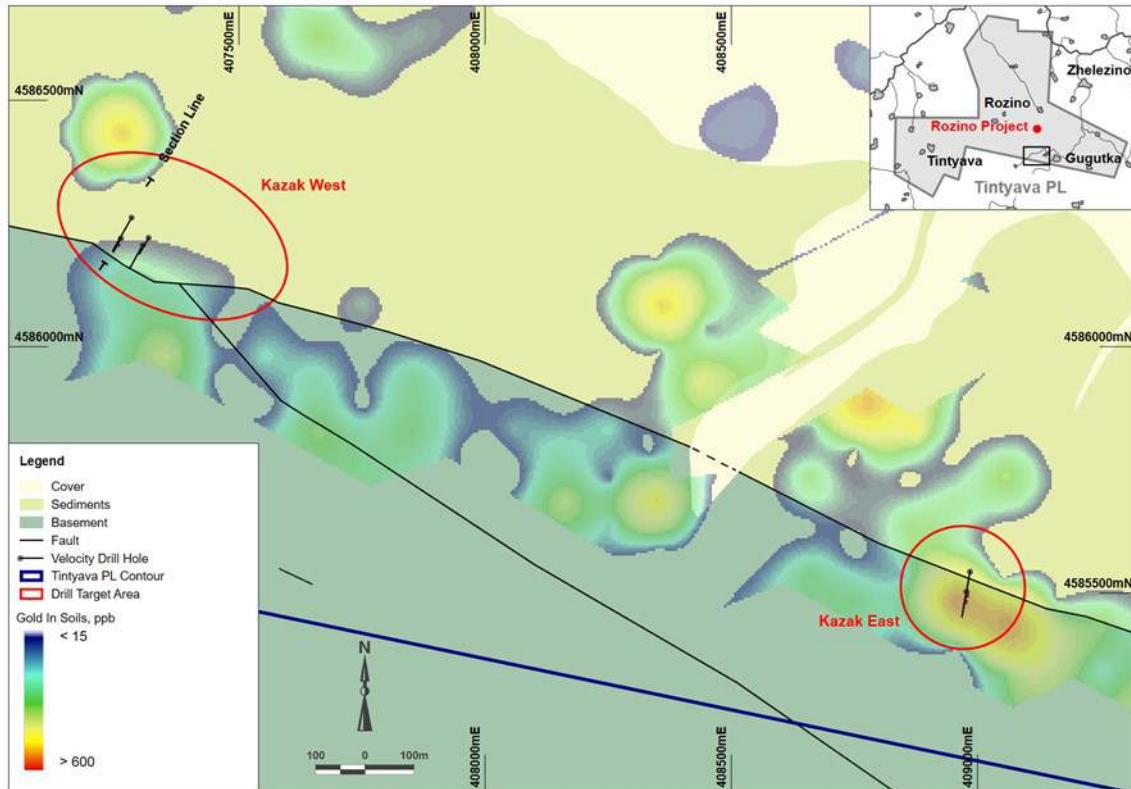 407500mE
408000mE
408500mE
4586500mN
Section Line
Kazak West
Zhelezino
Rozino
Rozino Project
Tintyava
Gugutka
Tintyava PL
4586000mN
4586000mN
4585500mN
Kazak East
Legend
Cover
Sediments
Basement
Fault
Velocity Drill Hole
Tintyava PL Contour
Drill Target Area
Gold In Soils, ppb
< 15
> 600
N
100 0 100m
408000mE
408500mE
409000mE